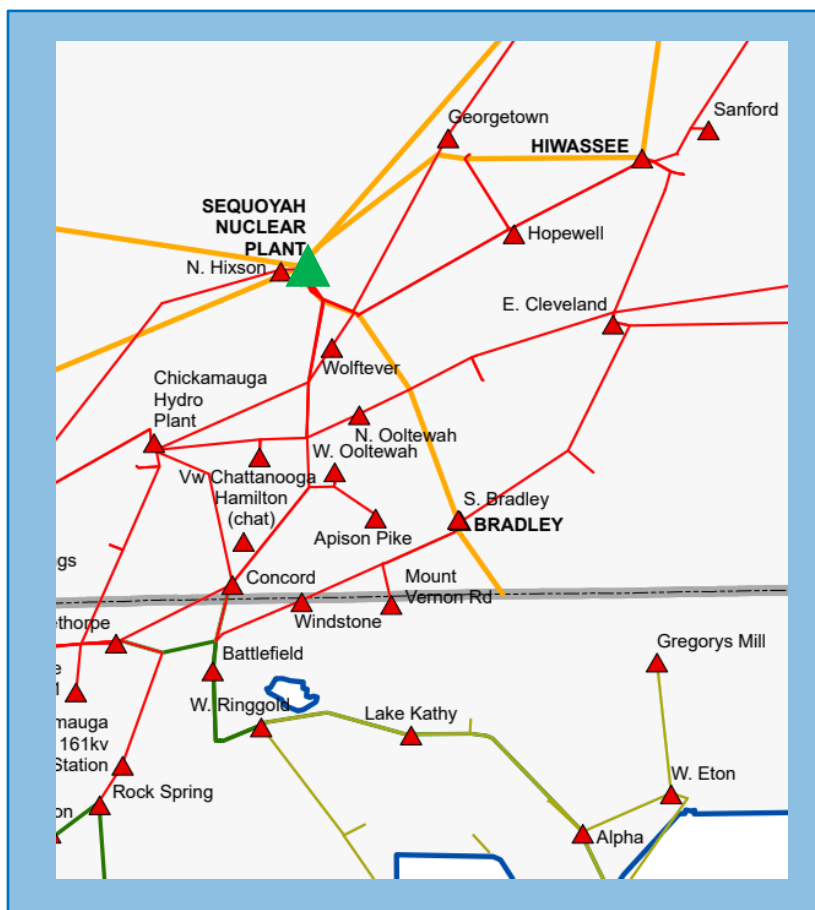 Georgetown
Sanford
HIWASSEE
SEQUOYAH
NUCLEAR
PLANT
N. Hixson
Hopewell
E. Cleveland
Wolftever
Chickamauga
Hydro
Plant
N. Ooltewah
W. Ooltewah
Vw Chattanooga
Hamilton
(chat)
S. Bradley
BRADLEY
Apison Pike
gs
Concord
Mount
Vernon Rd
ethorpe
Windstone
Battlefield
Gregorys Mill
e
1
W. Ringgold
Lake Kathy
mauga
161kv
Station
W. Eton
Rock Spring
on
Alpha